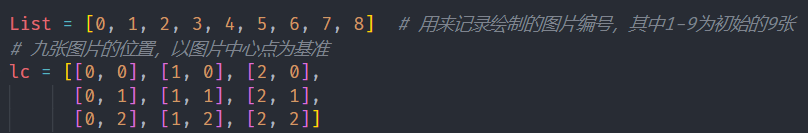 List = [0, 1, 2, 3, 4, 5, 6, 7, 8]  # 用来记录绘制的图片编号，其中1-9为初始的9张
# 九张图片的位置，以图片中心点为基准
lc = [[0, 0], [1, 0], [2, 0],
      [0, 1], [1, 1], [2, 1],
      [0, 2], [1, 2], [2, 2]]